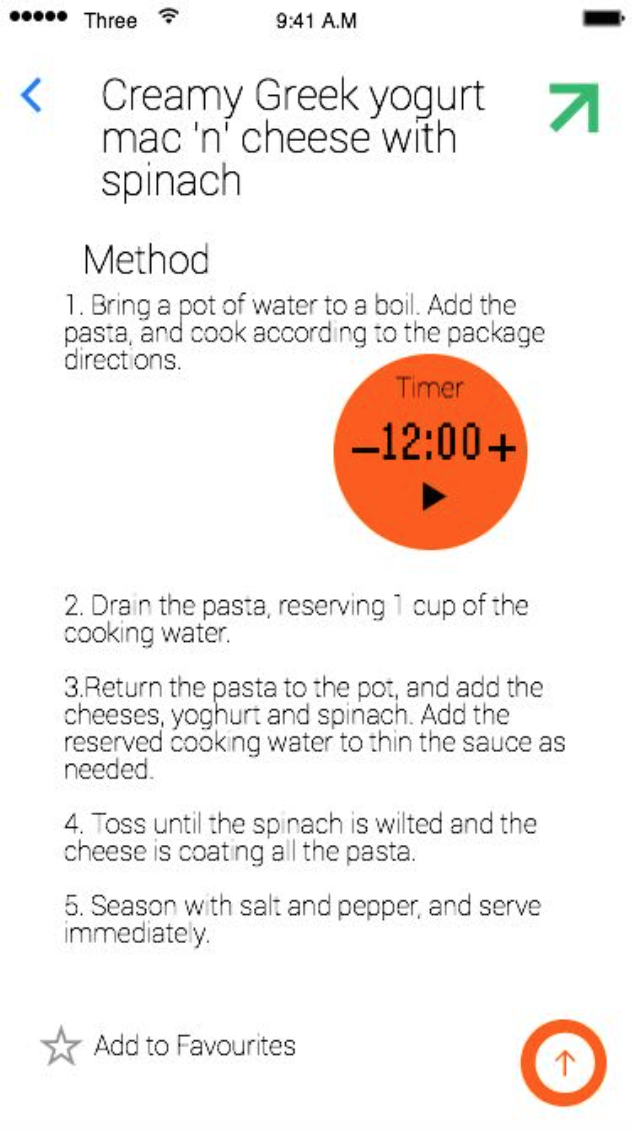 Three 9:41 A.M
Creamy Greek yogurt
mac 'n' cheese with
spinach
Method
1. Bring a pot of water to a boil. Add the
pasta, and cook according to the package
directions.
Timer
–12:00+
2. Drain the pasta, reserving 1 cup of the
cooking water.
3.Return the pasta to the pot, and add the
cheeses, yoghurt and spinach. Add the
reserved cooking water to thin the sauce as
needed.
4. Toss until the spinach is wilted and the
cheese is coating all the pasta.
5. Season with salt and pepper, and serve
immediately.
Add to Favourites